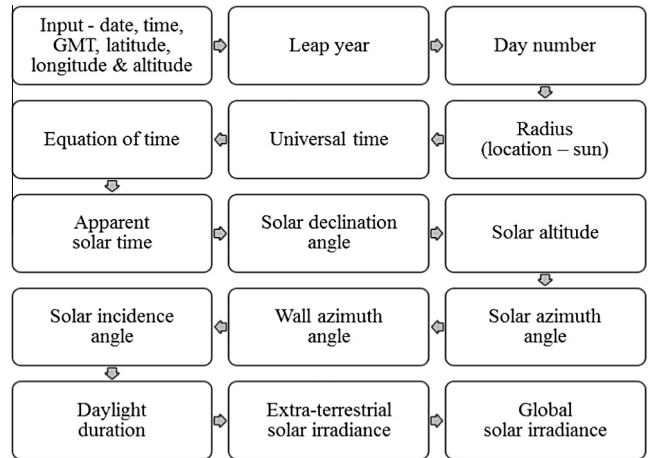 Input - date, time,
GMT, latitude,
longitude & altitude
Leap year
Day number
Radius
(location – sun)
Universal time
Equation of time
Apparent
solar time
Solar declination
angle
Solar altitude
Solar azimuth
angle
Wall azimuth
angle
Solar incidence
angle
Daylight
duration
Extra-terrestrial
solar irradiance
Global
solar irradiance